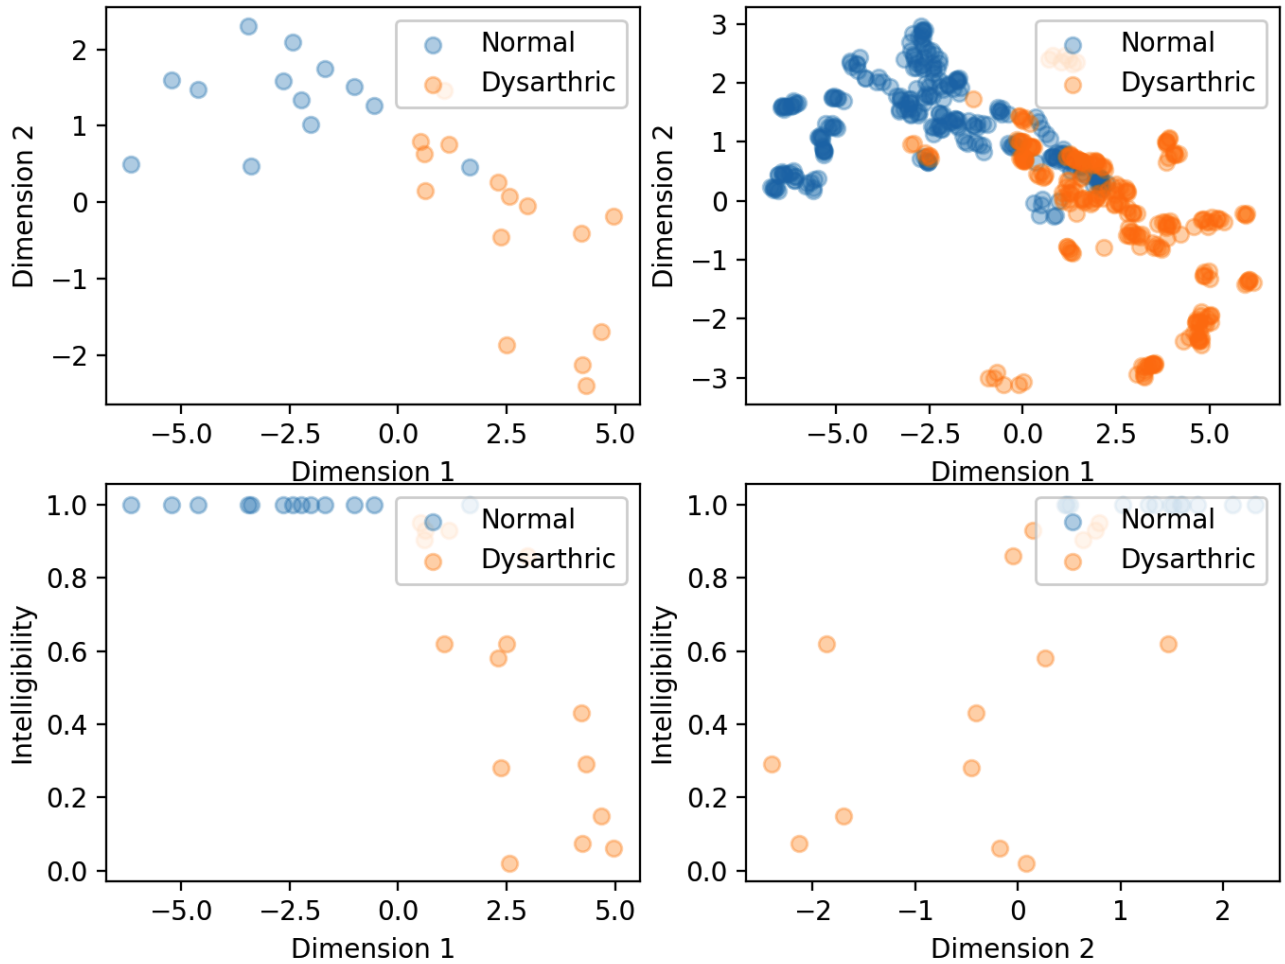 Normal
Dysarthric
2
1
0
−1
−2
Dimension 2
−5.0 −2.5 0.0 2.5 5.0
Dimension 1
Normal
Dysarthric
3
2
1
0
−1
−2
−3
Dimension 2
−5.0 −2.5 0.0 2.5 5.0
Dimension 1
Normal
Dysarthric
1.0
0.8
0.6
0.4
0.2
0.0
Intelligibility
−5.0 −2.5 0.0 2.5 5.0
Dimension 1
Normal
Dysarthric
1.0
0.8
0.6
0.4
0.2
0.0
Intelligibility
−2 −1 0 1 2
Dimension 2